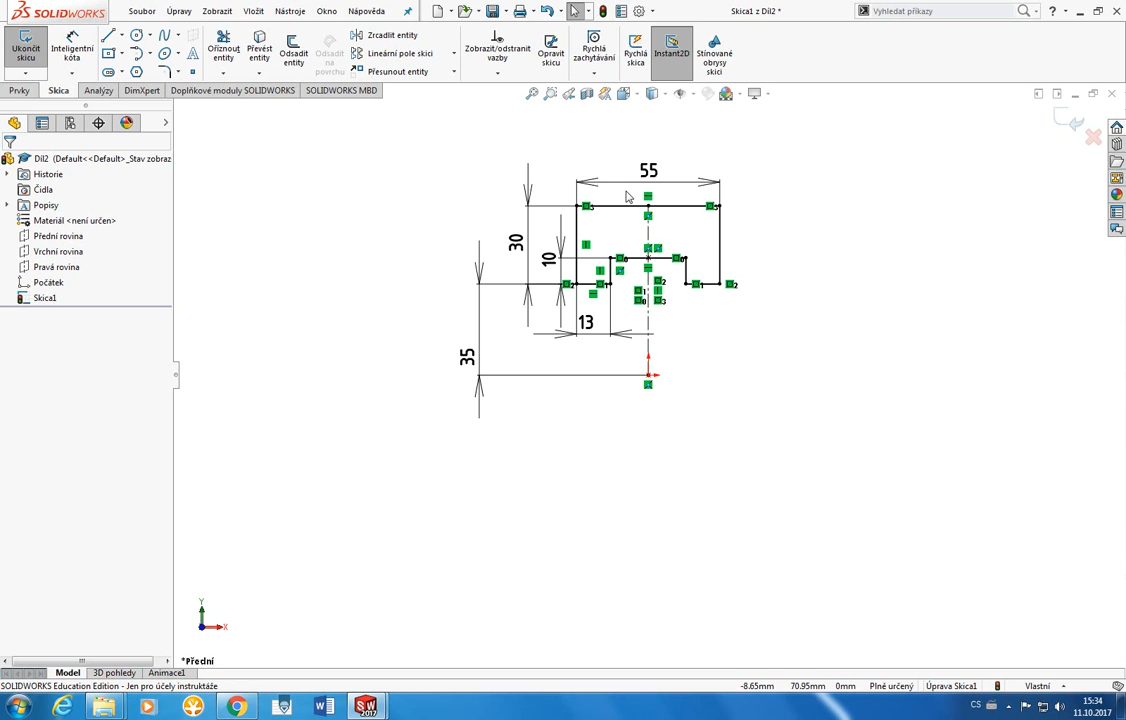 SOLIDWORKS
Soubor Úpravy Zobrazit Vložit Nástroje Okno Nápověda
Skica1 z Díl2 *
Vyhledat příkazy
Ukončit skicu
Inteligentní kóta
Oříznout entity
Převést entity
Odsadit entity
Odsadit na povrchu
Zrcadlit entity
Lineární pole skici
Přesunout entity
Zobrazit/odstranit vazby
Opravit skicu
Rychlá zachytávání
Rychlá skica
Instant2D
Stínované obrysy skici
Prvky Skica Analýzy DimXpert Doplňkové moduly SOLIDWORKS SOLIDWORKS MBD
Díl2 (Default<<Default>_Stav zobraz
Historie
Čidla
Popisy
Materiál <není určen>
Přední rovina
Vrchní rovina
Pravá rovina
Počátek
Skica1
55
30
10
13
35
Y
X
*Přední
Model 3D pohledy Animace1
SOLIDWORKS Education Edition - Jen pro účely instruktáže
-8.65mm 70.95mm 0mm Plně určený Úprava Skica1 Vlastní
CS 15:34
11.10.2017